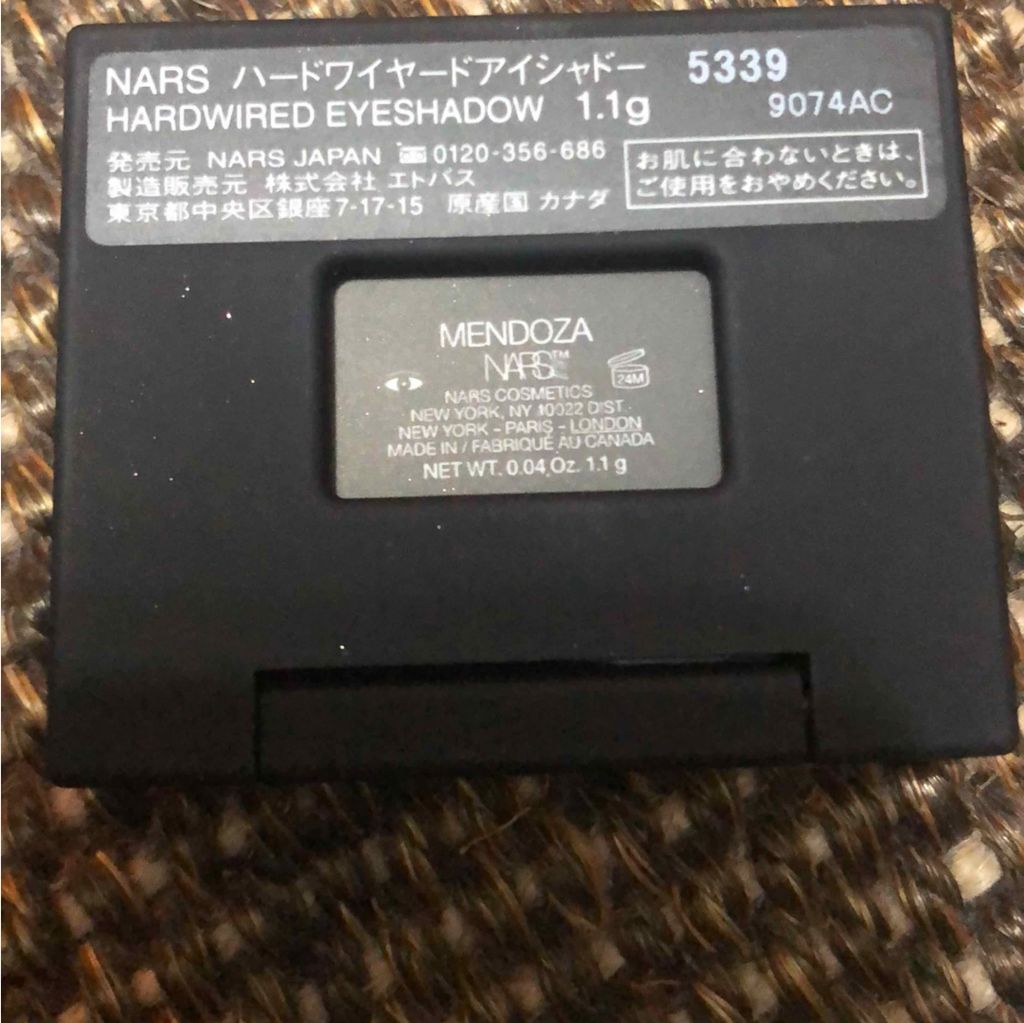 NARS ハードワイヤードアイシャドー 5339
HARDWIRED EYESHADOW 1.1g 9074AC
発売元 NARS JAPAN 0120-356-686
製造販売元 株式会社 エトバス
東京都中央区銀座7-17-15 原産国 カナダ
お肌に合わないときは、
ご使用をおやめください。
MENDOZA
NARS™
24M
NARS COSMETICS
NEW YORK, NY 10022 DIST.
NEW YORK - PARIS - LONDON
MADE IN / FABRIQUÉ AU CANADA
NET WT. 0.04 Oz. 1.1 g